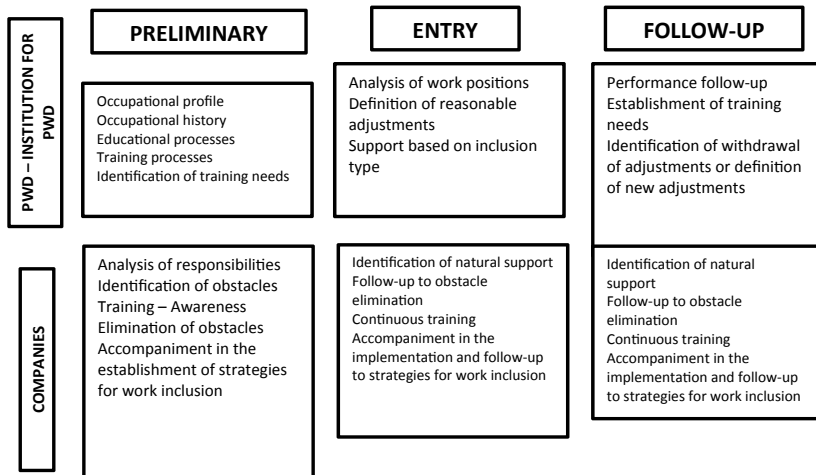 PRELIMINARY
ENTRY
FOLLOW-UP
PWD – INSTITUTION FOR
PWD
Occupational profile
Occupational history
Educational processes
Training processes
Identification of training needs
Analysis of work positions
Definition of reasonable
adjustments
Support based on inclusion
type
Performance follow-up
Establishment of training
needs
Identification of withdrawal
of adjustments or definition
of new adjustments
COMPANIES
Analysis of responsibilities
Identification of obstacles
Training – Awareness
Elimination of obstacles
Accompaniment in the
establishment of strategies
for work inclusion
Identification of natural support
Follow-up to obstacle
elimination
Continuous training
Accompaniment in the
implementation and follow-up
to strategies for work inclusion
Identification of natural
support
Follow-up to obstacle
elimination
Continuous training
Accompaniment in the
implementation and follow-up
to strategies for work inclusion